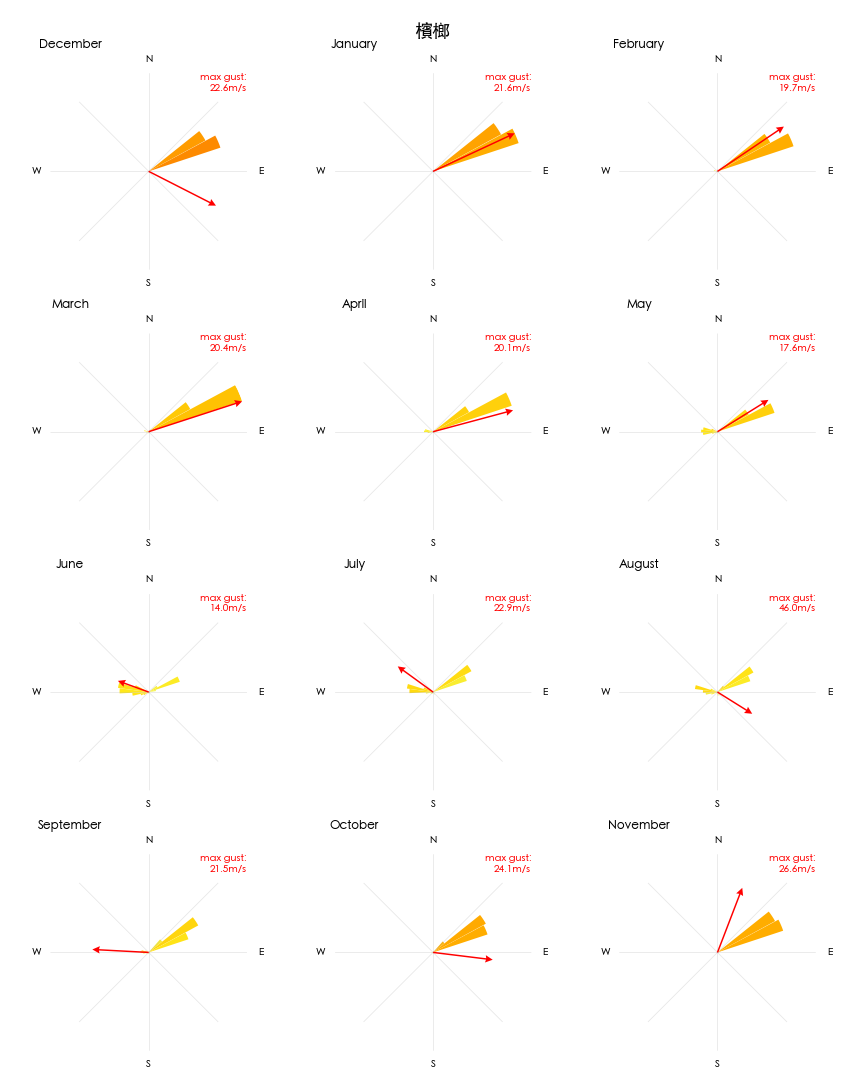 檳榔
December
N
max gust:
22.6m/s
W
E
S
January
N
max gust:
21.6m/s
W
E
S
February
N
max gust:
19.7m/s
W
E
S
March
N
max gust:
20.4m/s
W
E
S
April
N
max gust:
20.1m/s
W
E
S
May
N
max gust:
17.6m/s
W
E
S
June
N
max gust:
14.0m/s
W
E
S
July
N
max gust:
22.9m/s
W
E
S
August
N
max gust:
46.0m/s
W
E
S
September
N
max gust:
21.5m/s
W
E
S
October
N
max gust:
24.1m/s
W
E
S
November
N
max gust:
26.6m/s
W
E
S